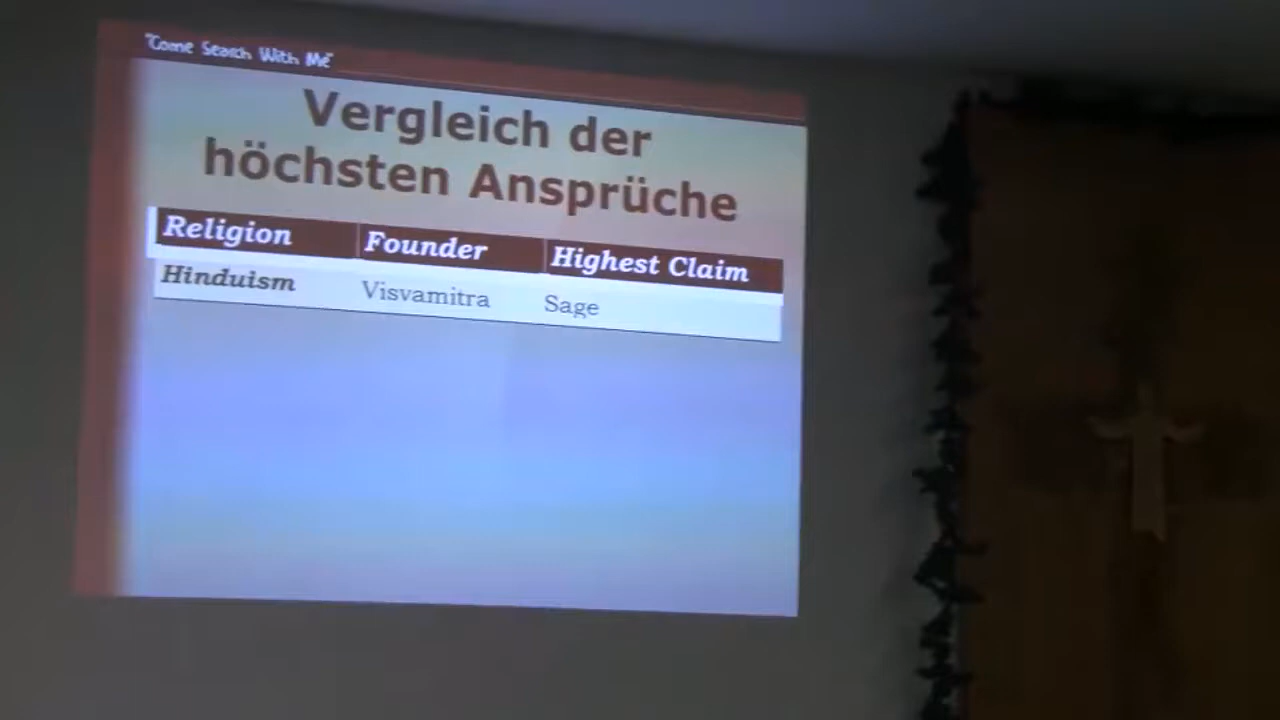 "Come Search With Me"
Vergleich der
höchsten Ansprüche
Religion Founder Highest Claim
Hinduism Visvamitra Sage